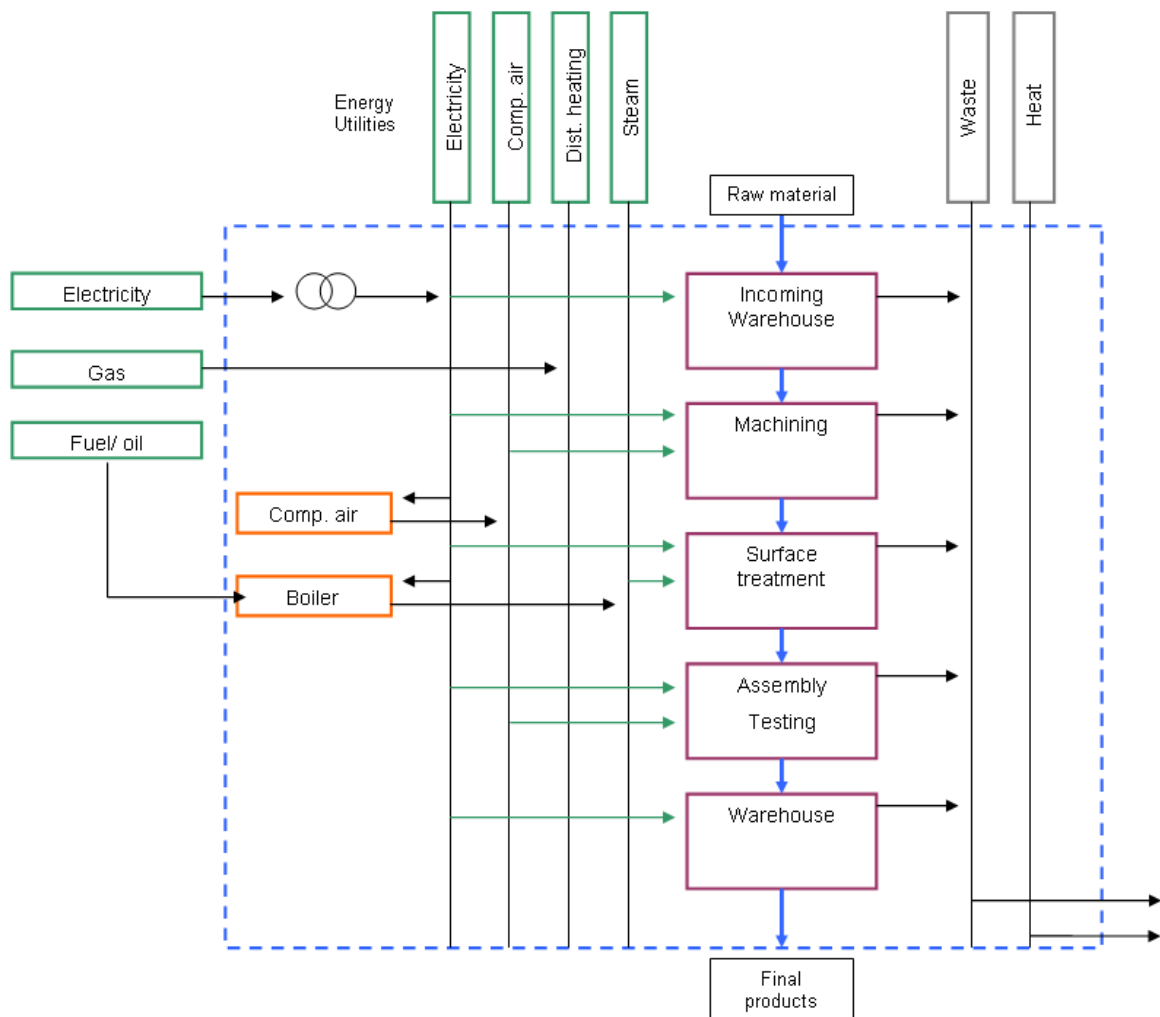 Energy
Utilities
Electricity
Comp. air
Dist. heating
Steam
Waste
Heat
Raw material
Electricity
Gas
Fuel/ oil
Comp. air
Boiler
Incoming
Warehouse
Machining
Surface
treatment
Assembly
Testing
Warehouse
Final
products